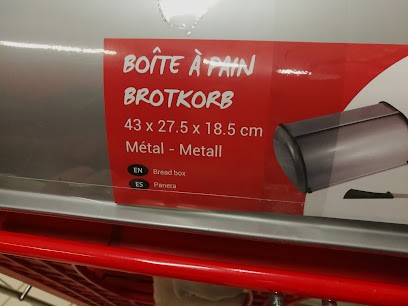 BOÎTE À PAIN
BROTKORB
43 x 27.5 x 18.5 cm
Métal - Metall
EN Bread box
ES Panera